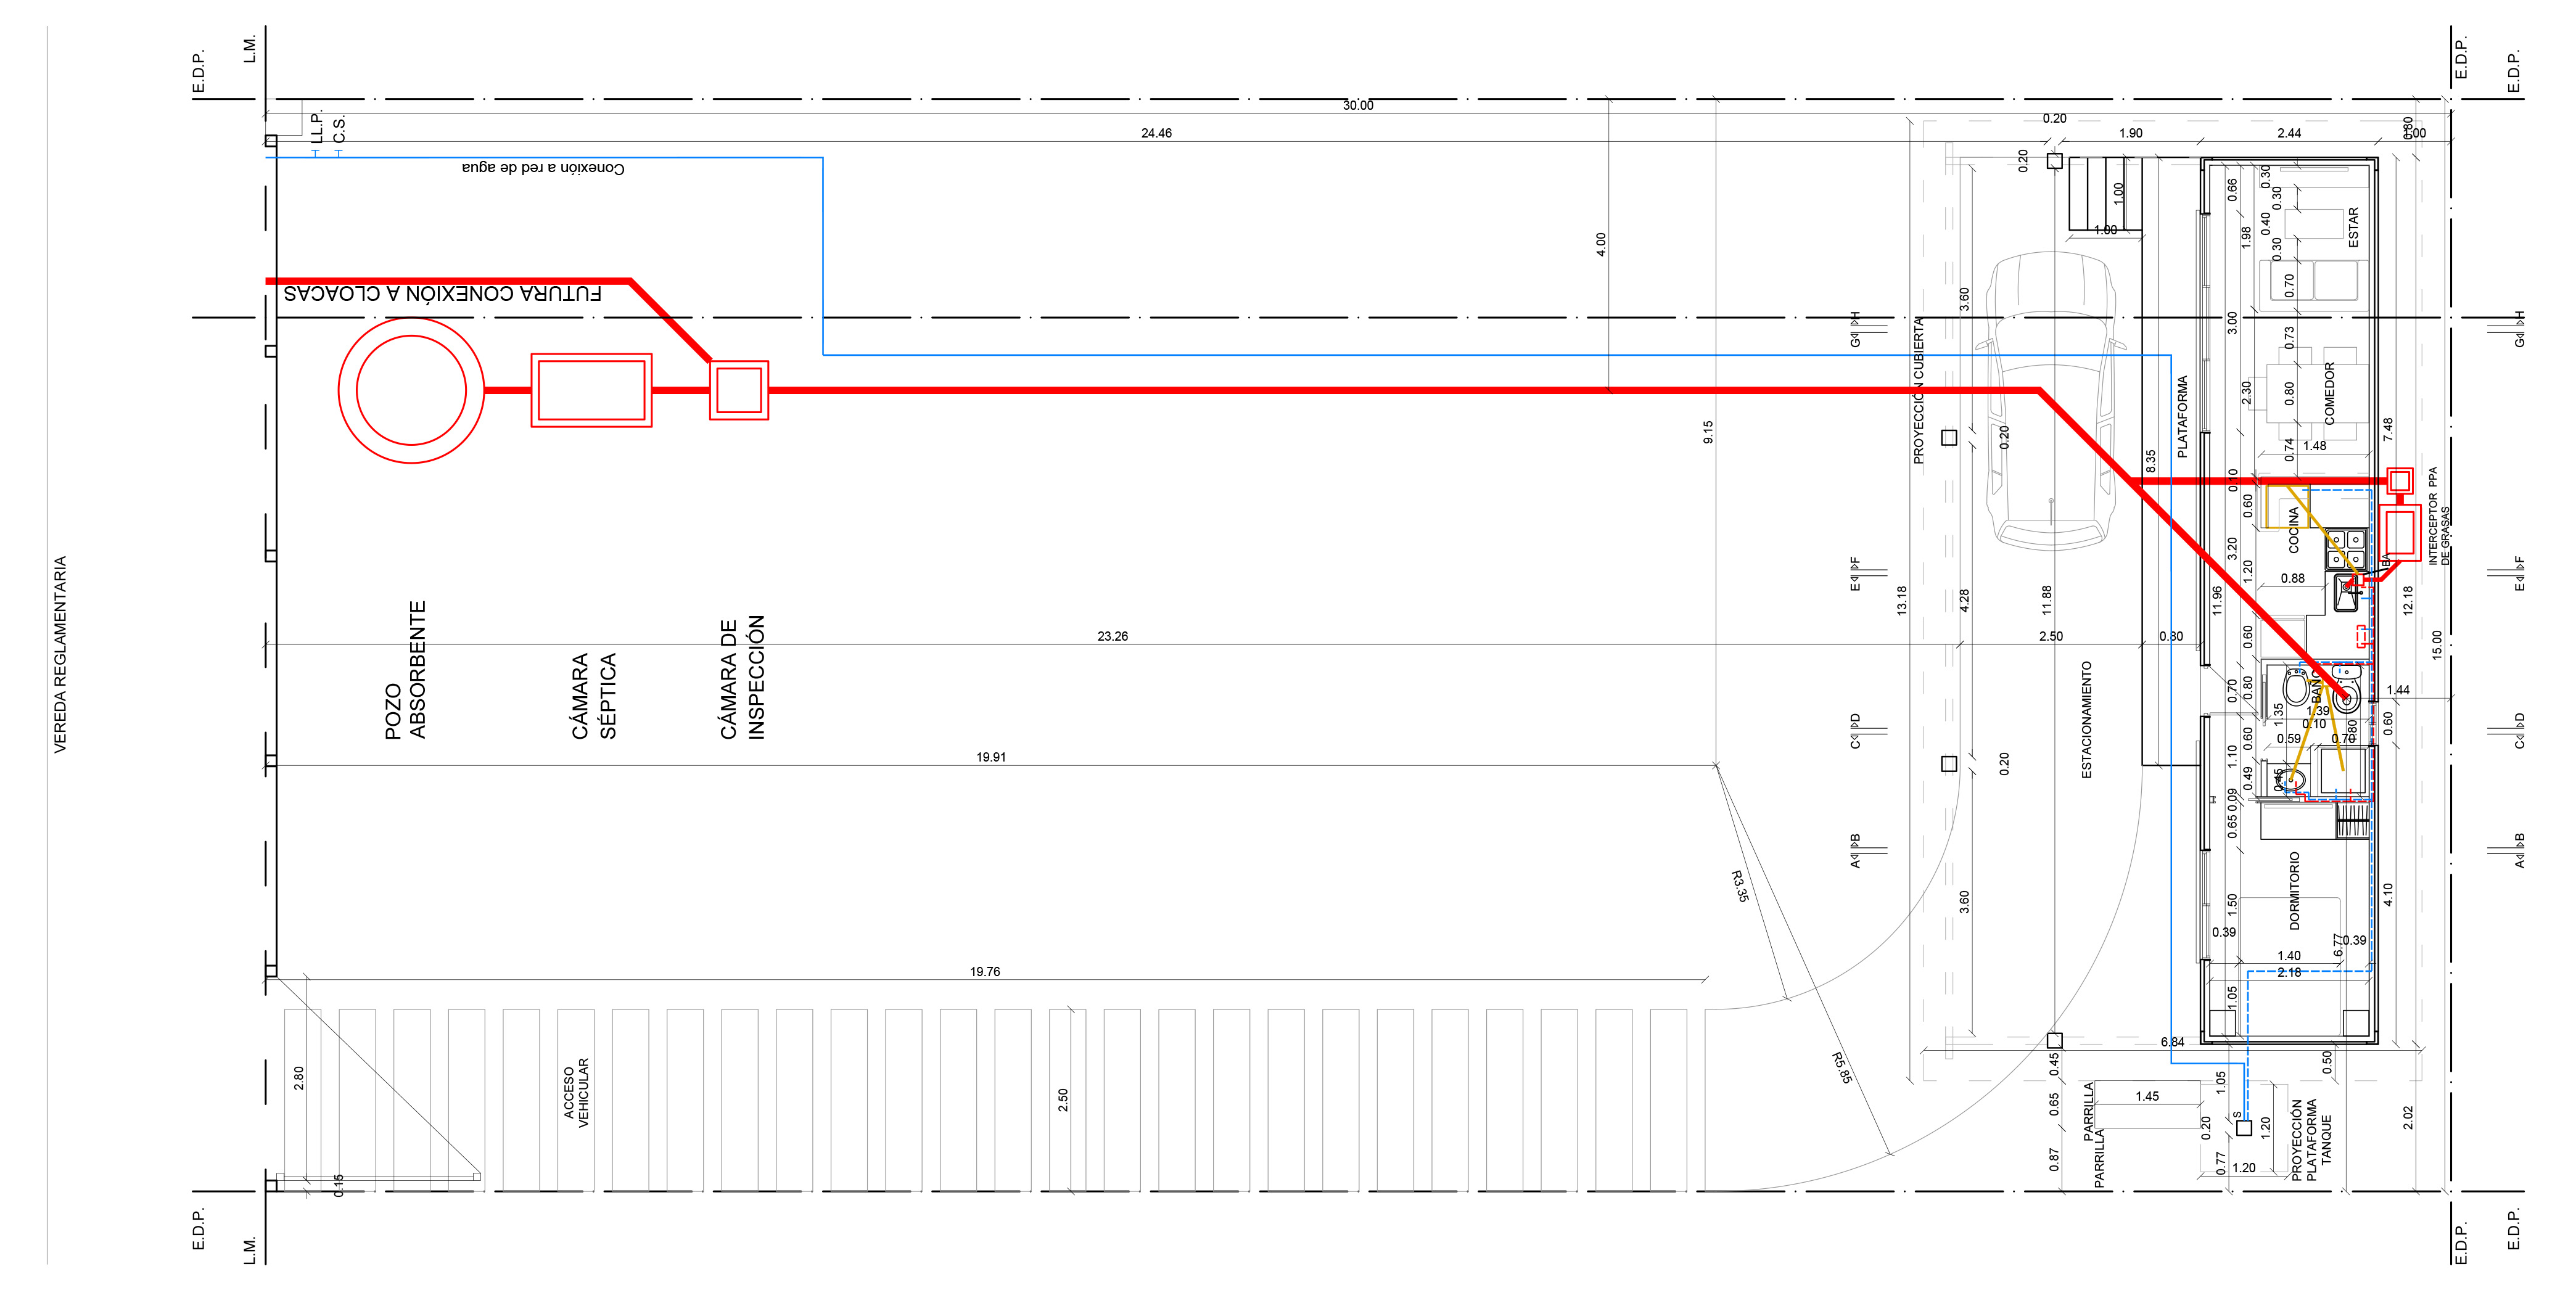 E.D.P.
L.M.
E.D.P.
E.D.P.
LL.P.
C.S.
30.00
24.46
0.20
1.90
2.44
0.80
1.00
Conexión a red de agua
FUTURA CONEXIÓN A CLOACAS
4.00
9.15
0.20
1.00
1.00
0.66
0.30
0.30
0.40
0.30
1.98
ESTAR
0.70
3.60
3.00
0.73
G H
G H
PROYECCIÓN CUBIERTA
PLATAFORMA
2.30
0.80
COMEDOR
7.48
0.74
1.48
0.20
8.35
0.10
0.60
COCINA
INTERCEPTOR
DE GRASAS
PPA
BA
VEREDA REGLAMENTARIA
POZO
ABSORBENTE
CÁMARA
SÉPTICA
CÁMARA DE
INSPECCIÓN
E F
E F
3.20
1.20
0.88
13.18
4.28
11.88
11.96
12.18
23.26
2.50
0.80
0.60
15.00
ESTACIONAMIENTO
BAÑO
0.70
0.80
1.44
1.35
1.39
0.10
0.80
0.60
C D
C D
0.59
0.70
0.60
1.10
19.91
0.20
0.49
0.45
0.09
0.65
A B
A B
R3.35
3.60
DORMITORIO
1.50
4.10
0.39
6.77
0.39
1.40
2.18
19.76
1.05
6.84
R5.85
0.45
0.50
2.80
ACCESO
VEHICULAR
2.50
1.05
0.65
PARRILLA
1.45
S
0.20
1.20
2.02
0.87
PARRILLA
0.77
1.20
PROYECCIÓN
PLATAFORMA
TANQUE
0.15
E.D.P.
L.M.
E.D.P.
E.D.P.